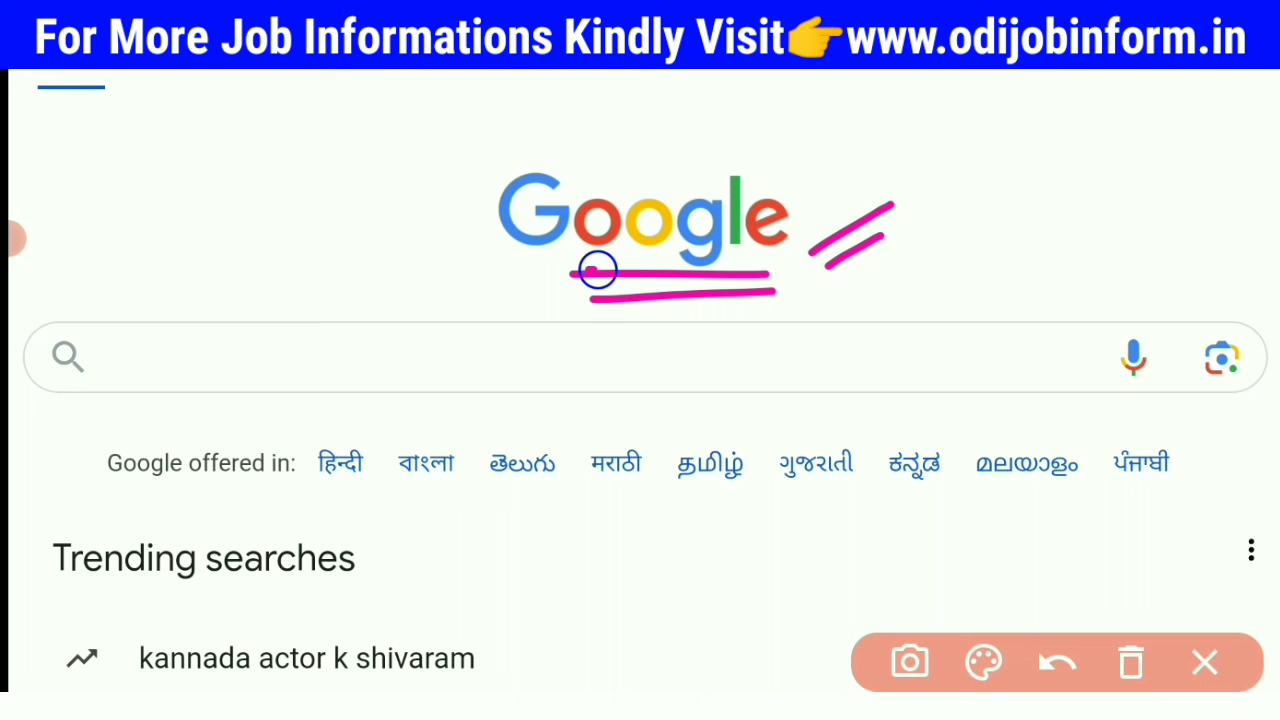 For More Job Informations Kindly Visit👉www.odijobinform.in
Google
Google offered in: हिन्दी বাংলা తెలుగు मराठी தமிழ் ગુજરાતી ಕನ್ನಡ മലയാളം ਪੰਜਾਬੀ
Trending searches
kannada actor k shivaram